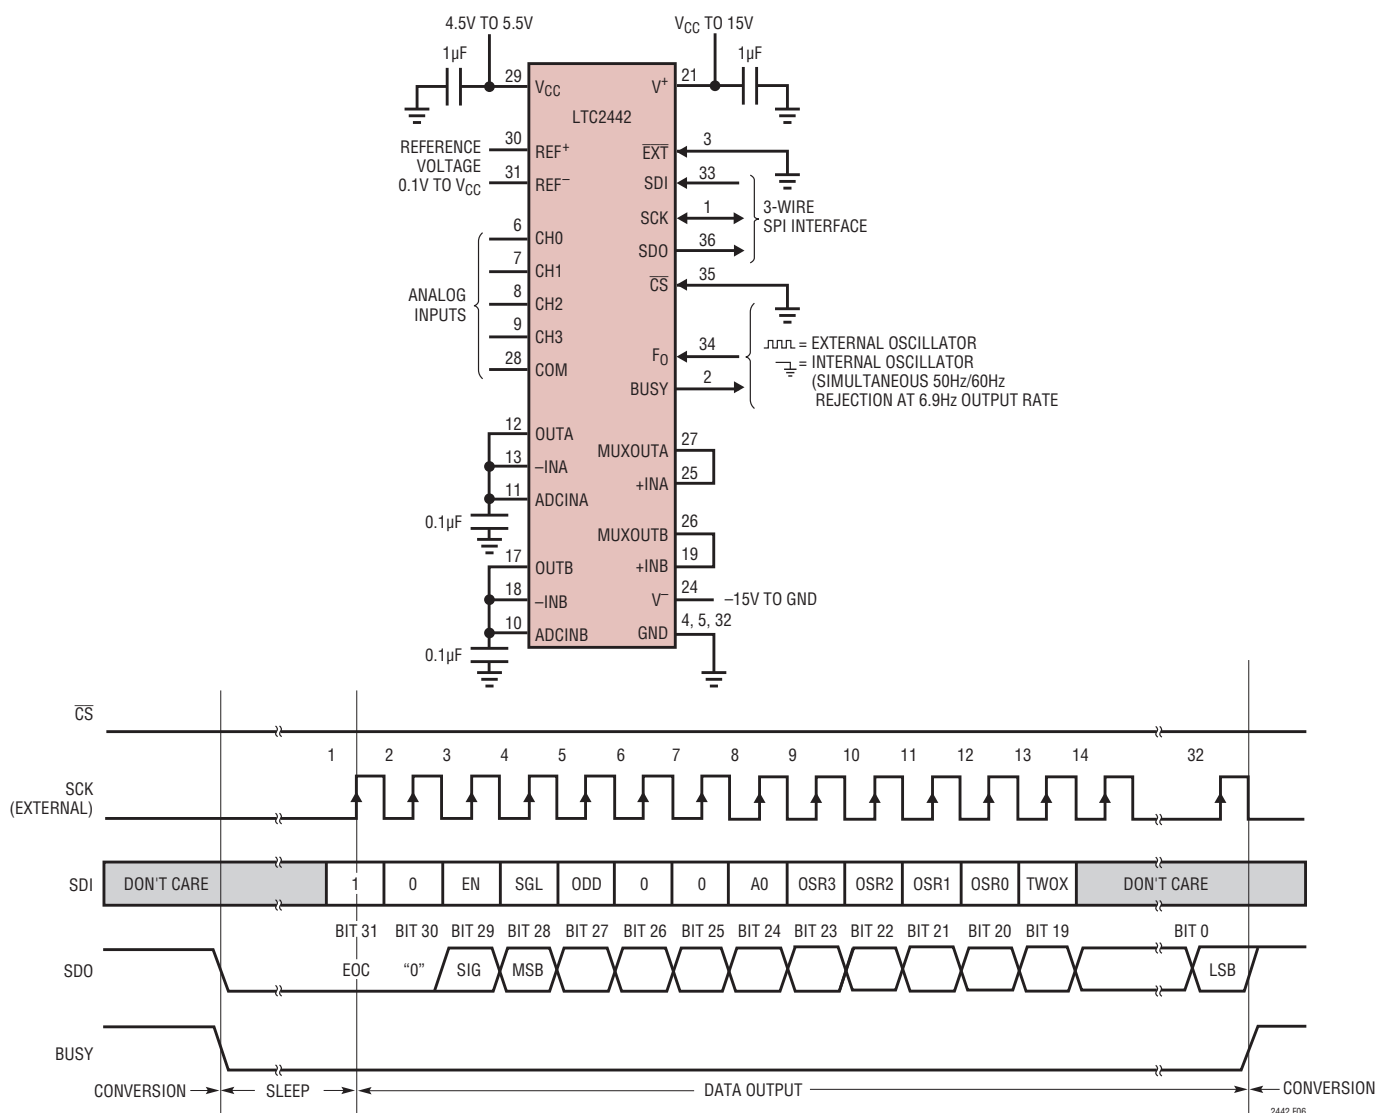 4.5V TO 5.5V
VCC TO 15V
1µF
1µF
29
VCC
V+
21
LTC2442
REFERENCE
VOLTAGE
0.1V TO VCC
30
REF+
31
REF–
EXT
3
SDI
33
SCK
1
SDO
36
3-WIRE
SPI INTERFACE
CS
35
ANALOG
INPUTS
6
CH0
7
CH1
8
CH2
9
CH3
28
COM
FO
34
BUSY
2
= EXTERNAL OSCILLATOR
= INTERNAL OSCILLATOR
(SIMULTANEOUS 50Hz/60Hz
REJECTION AT 6.9Hz OUTPUT RATE
12
OUTA
13
–INA
11
ADCINA
0.1µF
MUXOUTA
27
+INA
25
17
OUTB
18
–INB
10
ADCINB
0.1µF
MUXOUTB
26
+INB
19
V–
24
–15V TO GND
GND
4, 5, 32
CS
1 2 3 4 5 6 7 8 9 10 11 12 13 14 32
SCK
(EXTERNAL)
SDI DON'T CARE 1 0 EN SGL ODD 0 0 A0 OSR3 OSR2 OSR1 OSR0 TWOX DON'T CARE
BIT 31 BIT 30 BIT 29 BIT 28 BIT 27 BIT 26 BIT 25 BIT 24 BIT 23 BIT 22 BIT 21 BIT 20 BIT 19 BIT 0
SDO EOC “0” SIG MSB LSB
BUSY
CONVERSION SLEEP DATA OUTPUT CONVERSION
2442 F06